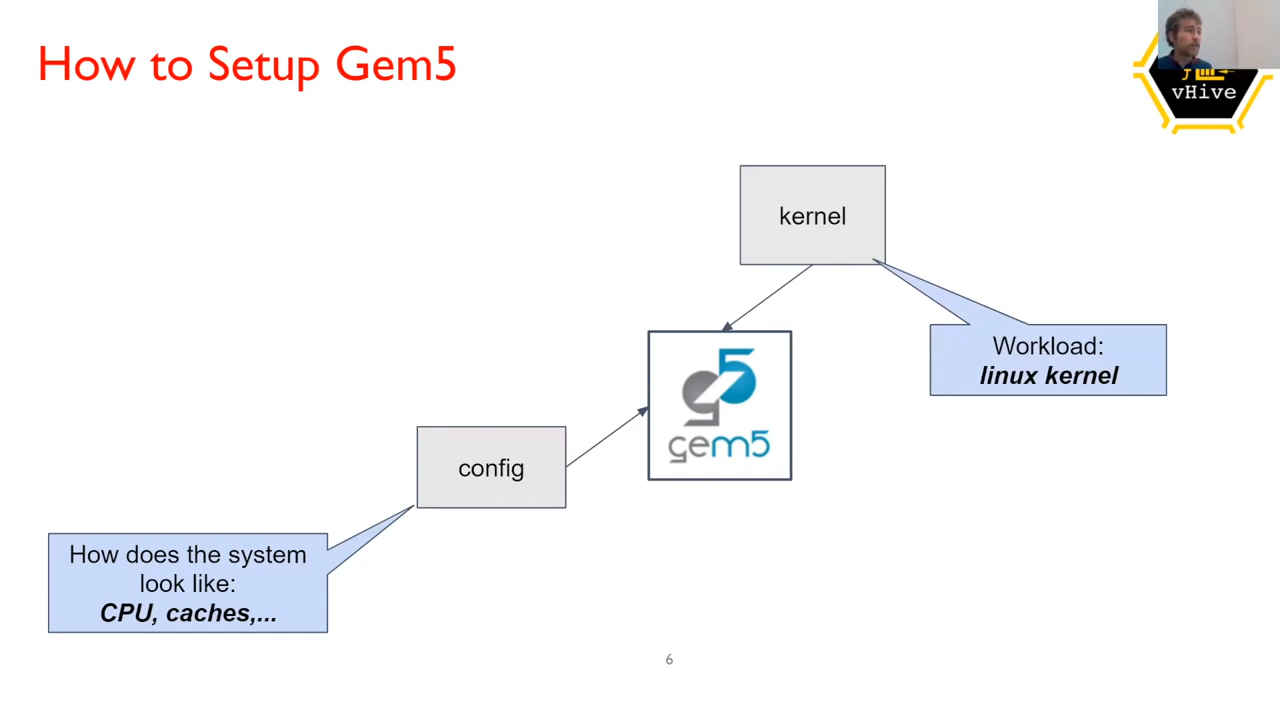 How to Setup Gem5
vHive
kernel
Workload:
linux kernel
g5
gem5
config
How does the system
look like:
CPU, caches,...
6